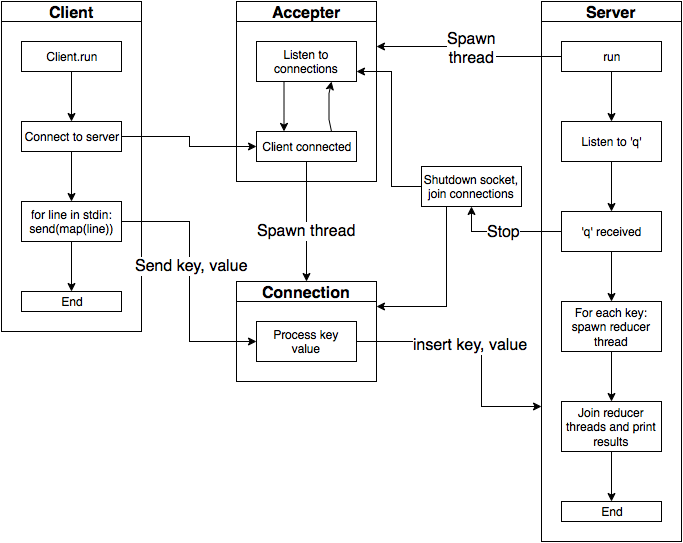 Client
Client.run
Connect to server
for line in stdin:
send(map(line))
End
Send key, value
Accepter
Listen to
connections
Client connected
Spawn thread
Connection
Process key
value
insert key, value
Spawn
thread
Shutdown socket,
join connections
Stop
Server
run
Listen to 'q'
'q' received
For each key:
spawn reducer
thread
Join reducer
threads and print
results
End